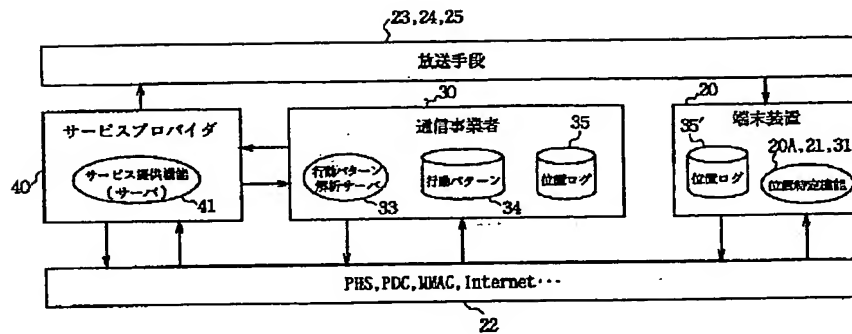 23,24,25
放送手段
30
20
サービスプロバイダ
通信事業者
端末装置
35
35′
20A,21,31
40
サービス提供機能
(サーバ)
行動パターン
解析サーバ
行動パターン
位置ログ
位置ログ
位置特定機能
41
33
34
PHS,PDC,MMAC,Internet…
22